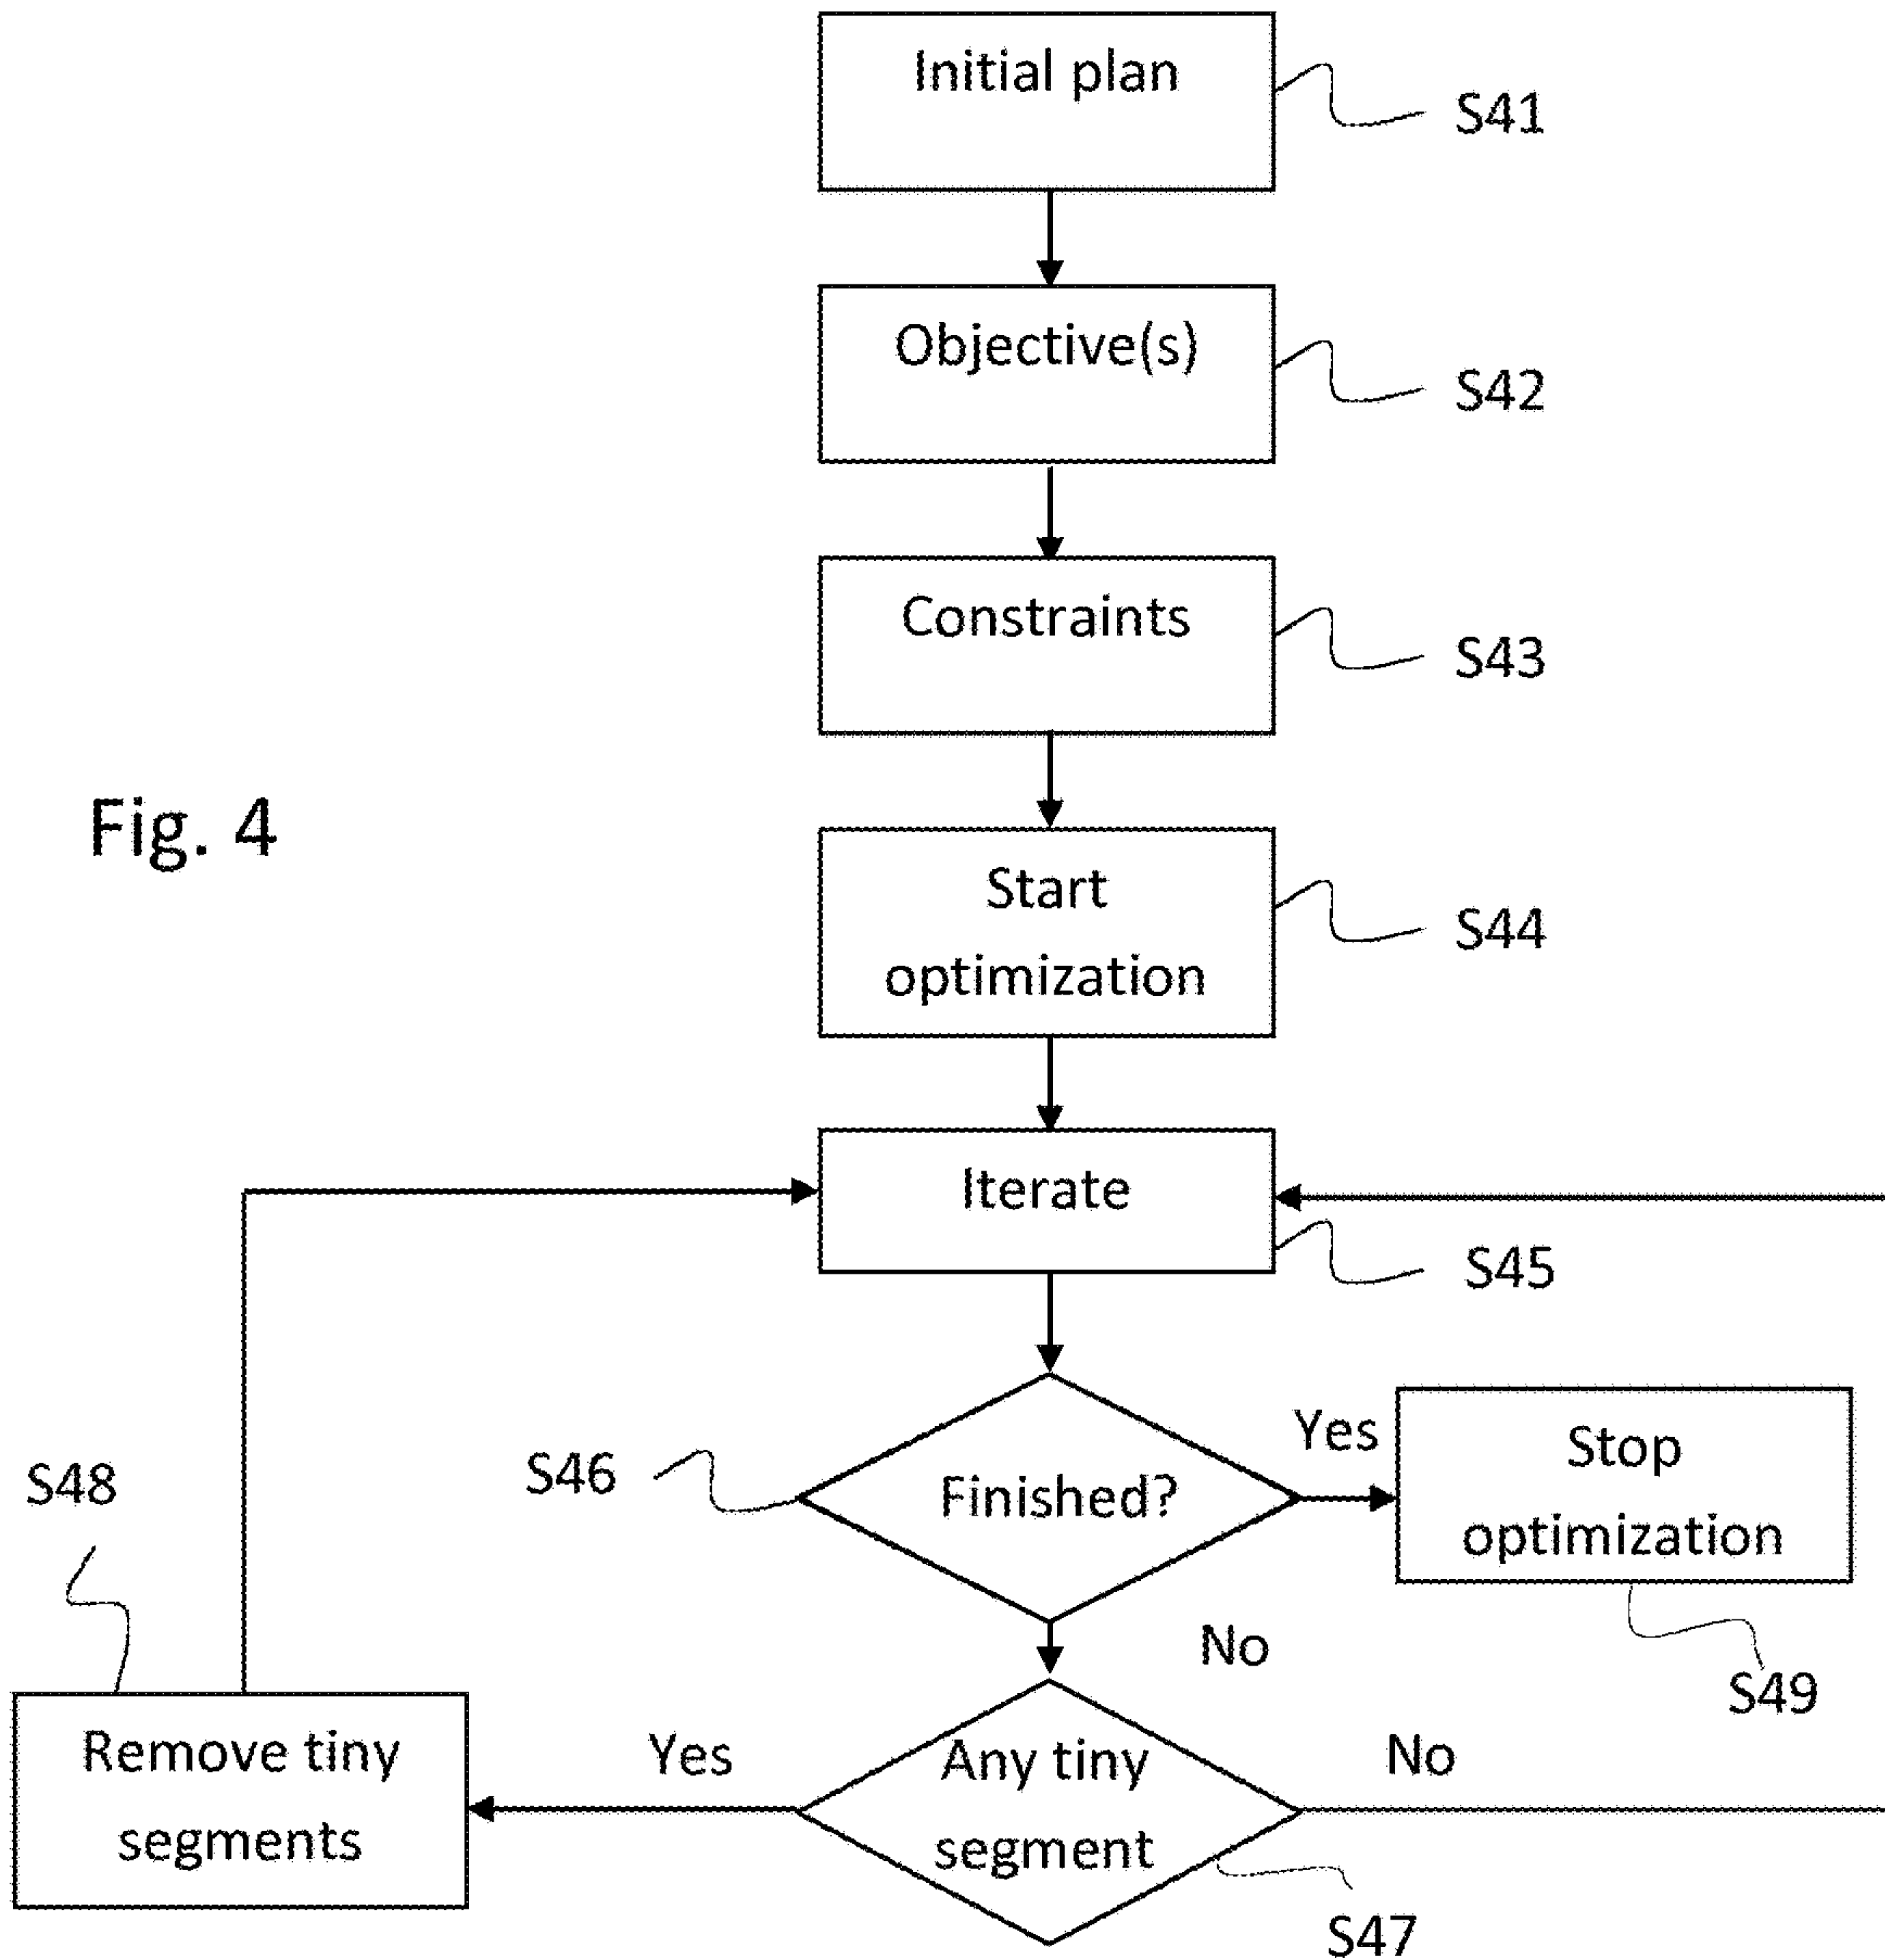 Initial plan
S41
Objective(s)
S42
Constraints
S43
Fig. 4
Start
optimization
S44
Iterate
S45
S46
Finished?
Yes
Stop
optimization
S49
No
S48
Remove tiny
segments
Yes
Any tiny
segment
No
S47